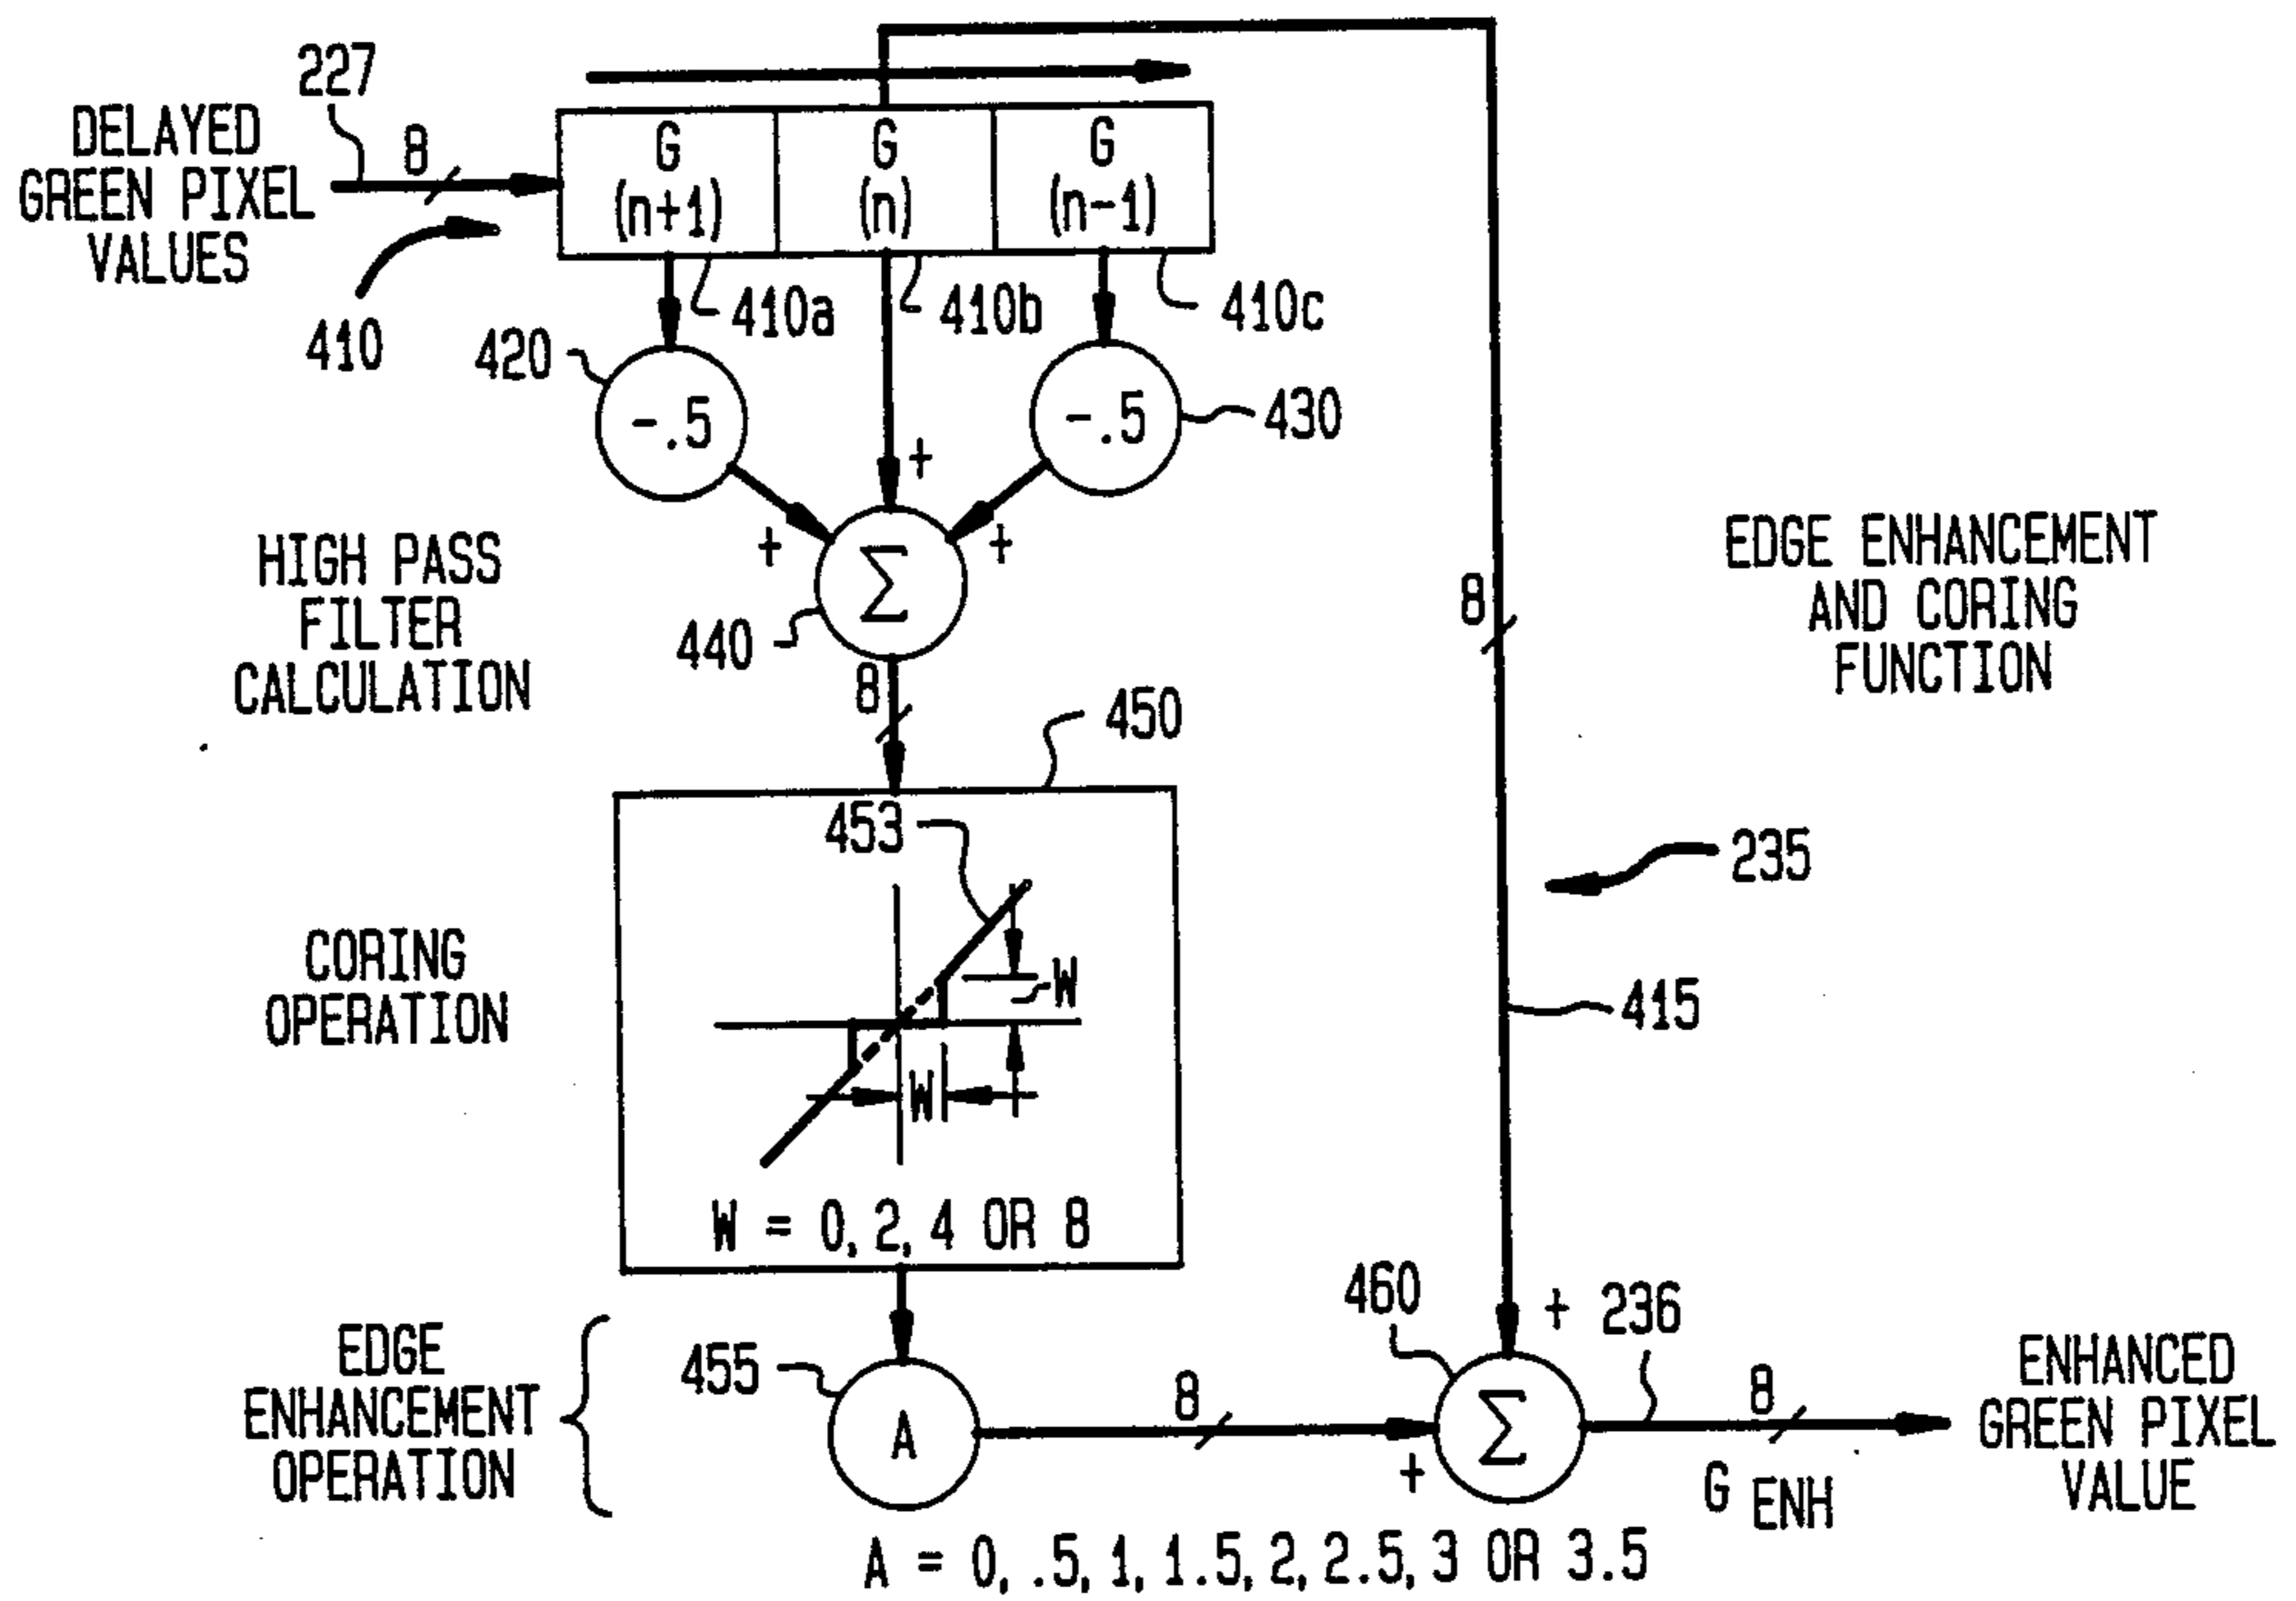 227
DELAYED
GREEN PIXEL
VALUES
8
G
(n+1)
G
(n)
G
(n-1)
410
410a
410b
410c
420
-.5
-.5
430
+
+
+
Σ
440
HIGH PASS
FILTER
CALCULATION
8
8
EDGE ENHANCEMENT
AND CORING
FUNCTION
450
453
235
CORING
OPERATION
W
W
415
W = 0, 2, 4 OR 8
EDGE
ENHANCEMENT
OPERATION
455
A
8
460
+
+
Σ
236
8
G ENH
ENHANCED
GREEN PIXEL
VALUE
A = 0, .5, 1, 1.5, 2, 2.5, 3 OR 3.5